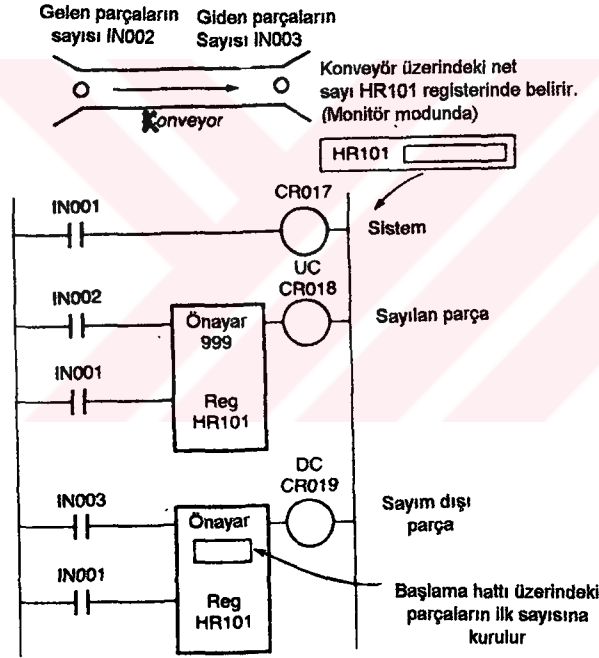 Gelen parçaların
sayısı IN002
Giden parçaların
Sayısı IN003
Konveyor
Konveyör üzerindeki net
sayı HR101 registerinde belirir.
(Monitör modunda)
HR101
IN001
CR017
Sistem
IN002
UC
CR018
Önayar
999
Sayılan parça
IN001
Reg
HR101
IN003
DC
CR019
Önayar
Sayım dışı
parça
IN001
Reg
HR101
Başlama hattı üzerindeki
parçaların ilk sayısına
kurulur